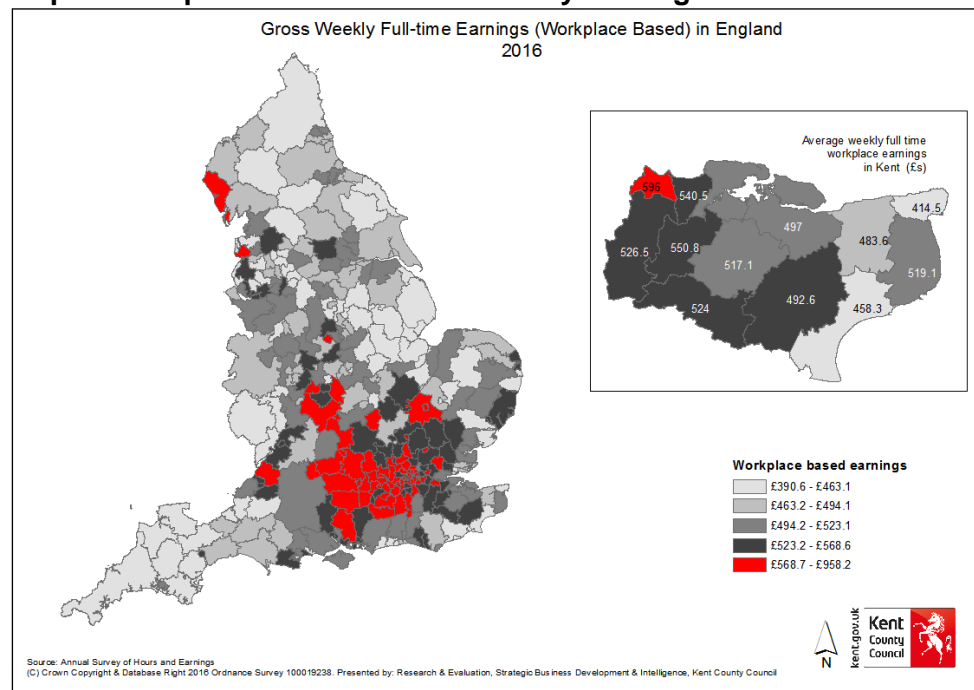 Gross Weekly Full-time Earnings (Workplace Based) in England
2016
Average weekly full time
workplace earnings
in Kent (£s)
596
540.5
414.5
497
483.6
526.5
550.8
517.1
519.1
492.6
524
458.3
Workplace based earnings
£390.6 - £463.1
£463.2 - £494.1
£494.2 - £523.1
£523.2 - £568.6
£568.7 - £958.2
N
kent.gov.uk
Kent
County
Council
Source: Annual Survey of Hours and Earnings
(C) Crown Copyright & Database Right 2016 Ordnance Survey 100019238. Presented by: Research & Evaluation, Strategic Business Development & Intelligence, Kent County Council